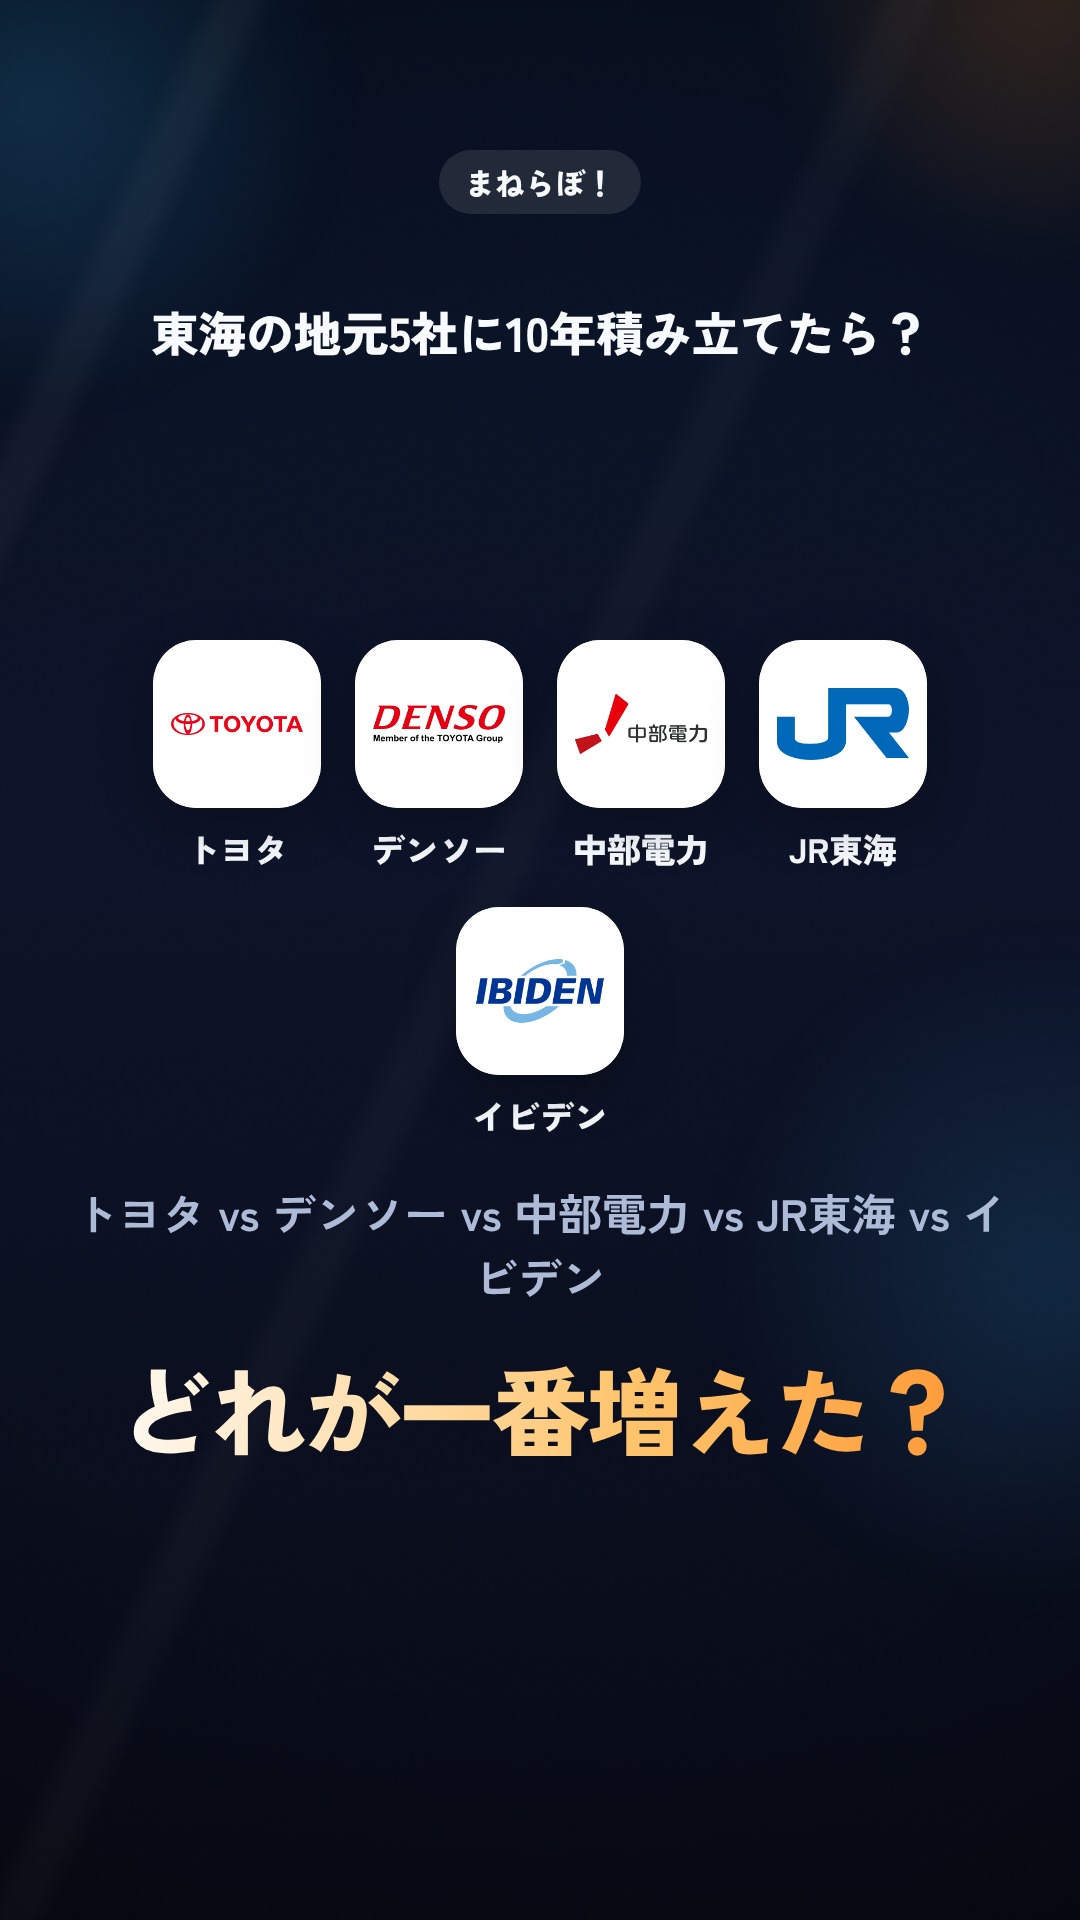 まねらぼ！
東海の地元5社に10年積み立てたら？
TOYOTA
DENSO
Member of the TOYOTA Group
中部電力
JR
トヨタ
デンソー
中部電力
JR東海
IBIDEN
イビデン
トヨタ vs デンソー vs 中部電力 vs JR東海 vs イ
ビデン
どれが一番増えた？